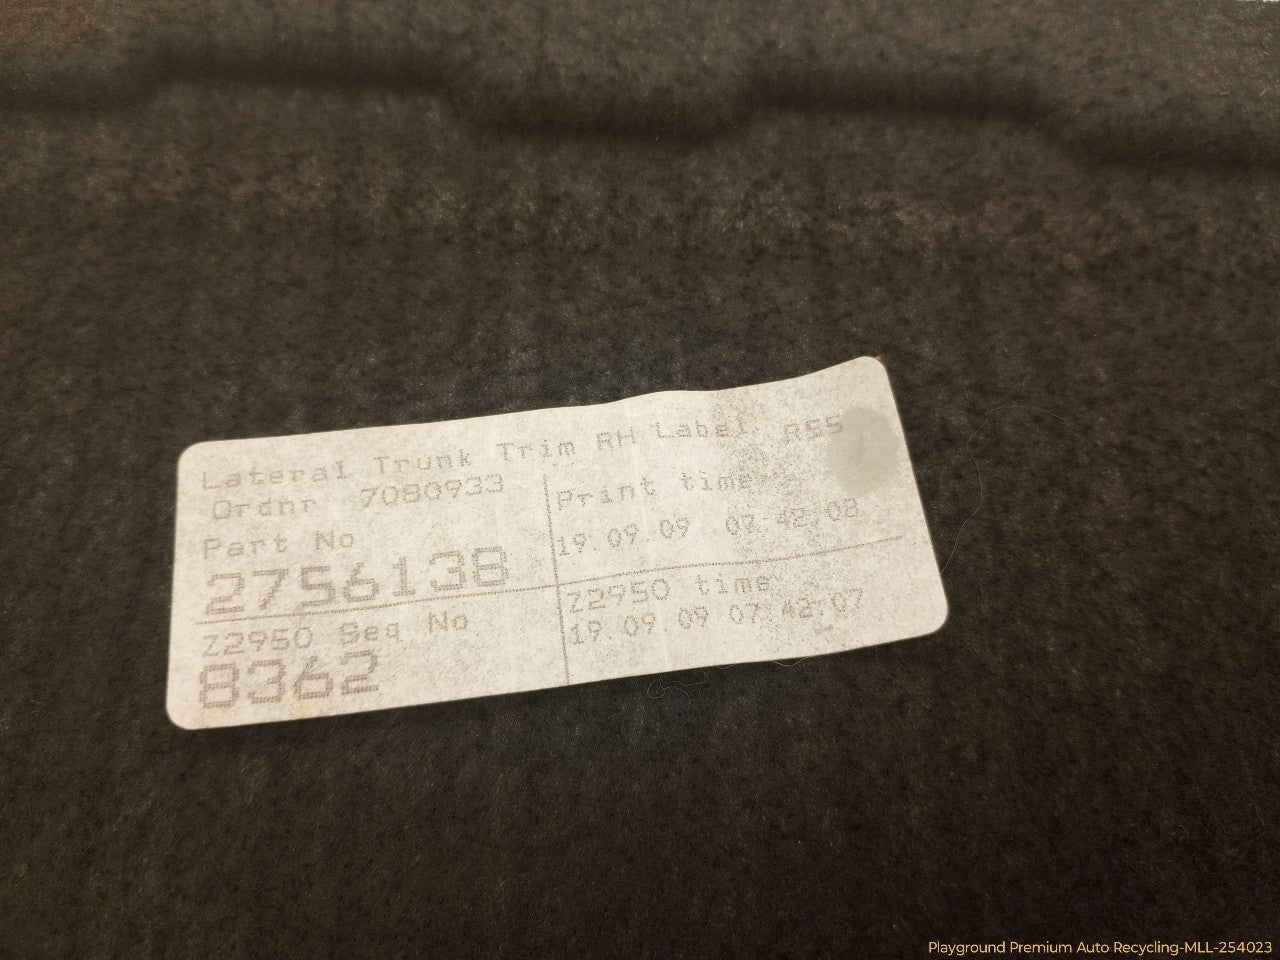 Lateral Trunk Trim RH Label R55
Ordnr 7080933
Part No
2756138
Z2950 Seq No
8362
Print time
19.09.09 07:42:08
Z2950 time
19.09.09 07:42:07
Playground Premium Auto Recycling-MLL-254023